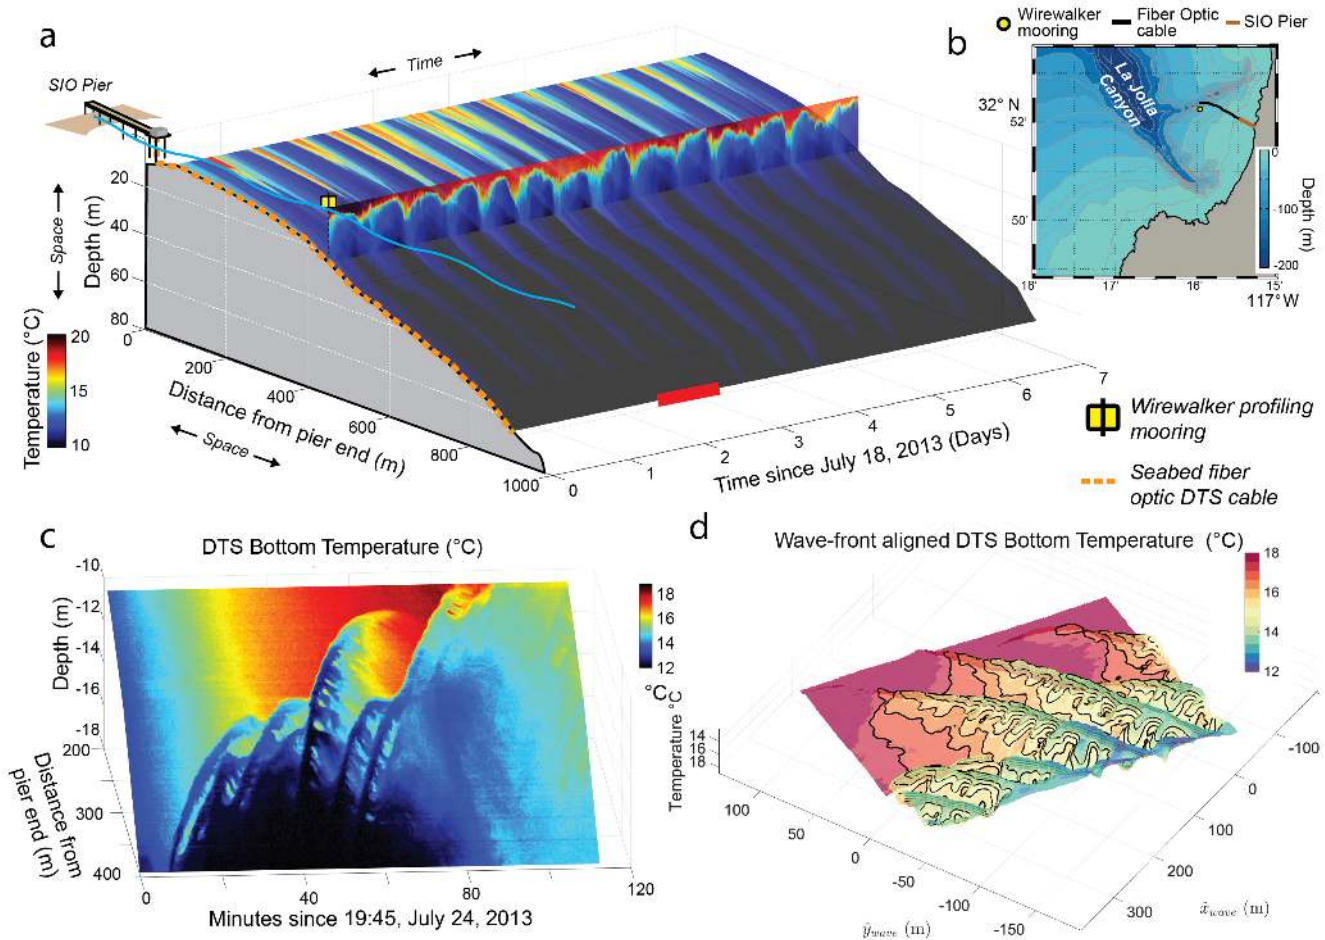 a
SIO Pier
Time
Space
Depth (m)
20
40
60
80
0
200
400
600
800
1000
Distance from pier end (m)
Space
Temperature (°C)
20
15
10
0
1
2
3
4
5
6
7
Time since July 18, 2013 (Days)
b
Wirewalker mooring
Fiber Optic cable
SIO Pier
La Jolla
Canyon
32° N
52'
50'
18'
17'
16'
15'
117° W
0
-100
-200
Depth (m)
Wirewalker profiling
mooring
Seabed fiber
optic DTS cable
c
DTS Bottom Temperature (°C)
-10
-12
-14
-16
-18
Depth (m)
200
300
400
Distance from
pier end (m)
0
40
80
120
Minutes since 19:45, July 24, 2013
18
16
14
12
°C
d
Wave-front aligned DTS Bottom Temperature (°C)
18
16
14
12
Temperature °C
14
16
18
100
50
0
-50
-100
-150
ŷwave (m)
-100
0
100
200
300
x̂wave (m)